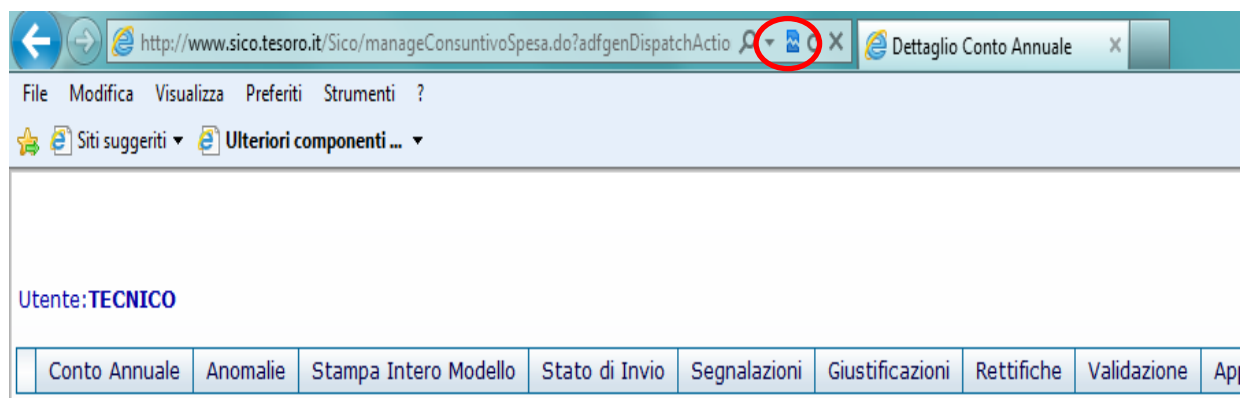 http://www.sico.tesoro.it/Sico/manageConsuntivoSpesa.do?adfgenDispatchActio Dettaglio Conto Annuale
File Modifica Visualizza Preferiti Strumenti ?
Siti suggeriti Ulteriori componenti ...
Utente:TECNICO
Conto Annuale Anomalie Stampa Intero Modello Stato di Invio Segnalazioni Giustificazioni Rettifiche Validazione App